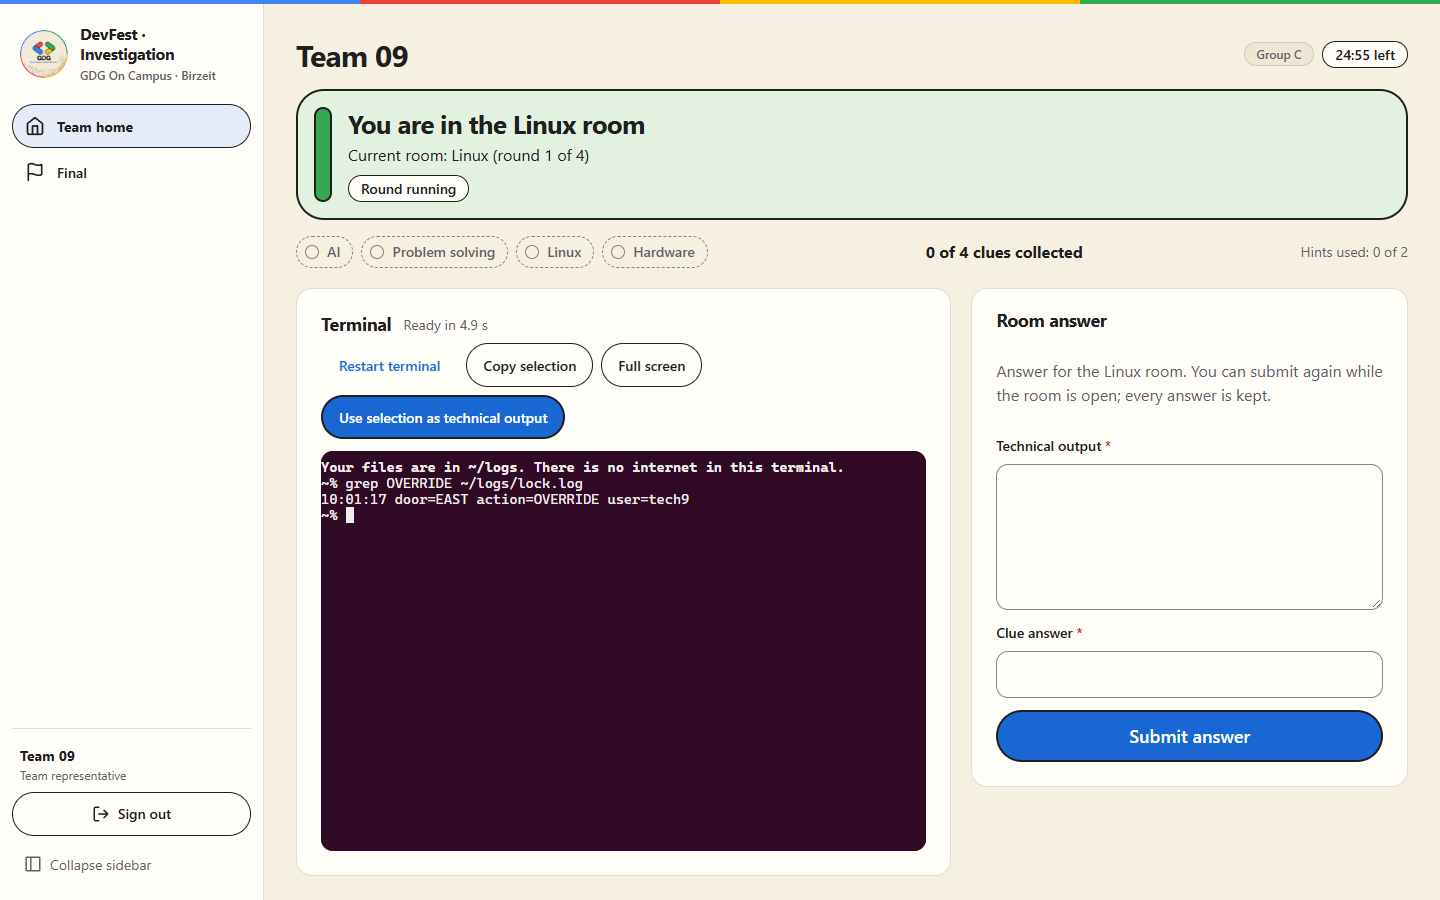 DevFest ·
Investigation
GDG On Campus · Birzeit
Team home
Final
Team 09
Team representative
Sign out
Collapse sidebar
Team 09
Group C
24:55 left
You are in the Linux room
Current room: Linux (round 1 of 4)
Round running
AI
Problem solving
Linux
Hardware
0 of 4 clues collected
Hints used: 0 of 2
Terminal
Ready in 4.9 s
Restart terminal
Copy selection
Full screen
Use selection as technical output
Your files are in ~/logs. There is no internet in this terminal.
~% grep OVERRIDE ~/logs/lock.log
10:01:17 door=EAST action=OVERRIDE user=tech9
~%
Room answer
Answer for the Linux room. You can submit again while
the room is open; every answer is kept.
Technical output *
Clue answer *
Submit answer